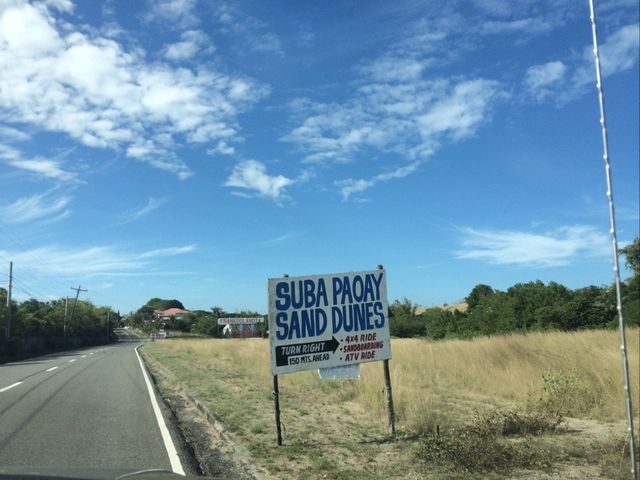 SUBA PAOAY
SAND DUNES
TURN RIGHT
150 MTS. AHEAD
• 4x4 RIDE
• SANDBOARDING
• ATV RIDE